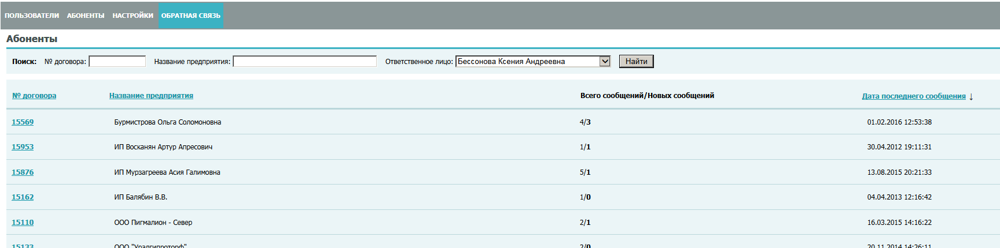 ПОЛЬЗОВАТЕЛИ АБОНЕНТЫ НАСТРОЙКИ ОБРАТНАЯ СВЯЗЬ
Абоненты
Поиск: № договора: Название предприятия: Ответственное лицо: Бессонова Ксения Андреевна Найти
№ договора Название предприятия Всего сообщений/Новых сообщений Дата последнего сообщения ↓
15569 Бурмистрова Ольга Соломоновна 4/3 01.02.2016 12:53:38
15953 ИП Восканян Артур Апресович 1/1 30.04.2012 19:11:31
15876 ИП Мурзагреева Асия Галимовна 5/1 13.08.2015 20:21:33
15162 ИП Балябин В.В. 1/0 04.04.2013 12:16:42
15110 ООО Пигмалион - Север 2/1 16.03.2015 14:16:22
15133 ООО "Уралгипроторф" 2/0 20.11.2014 14:26:11